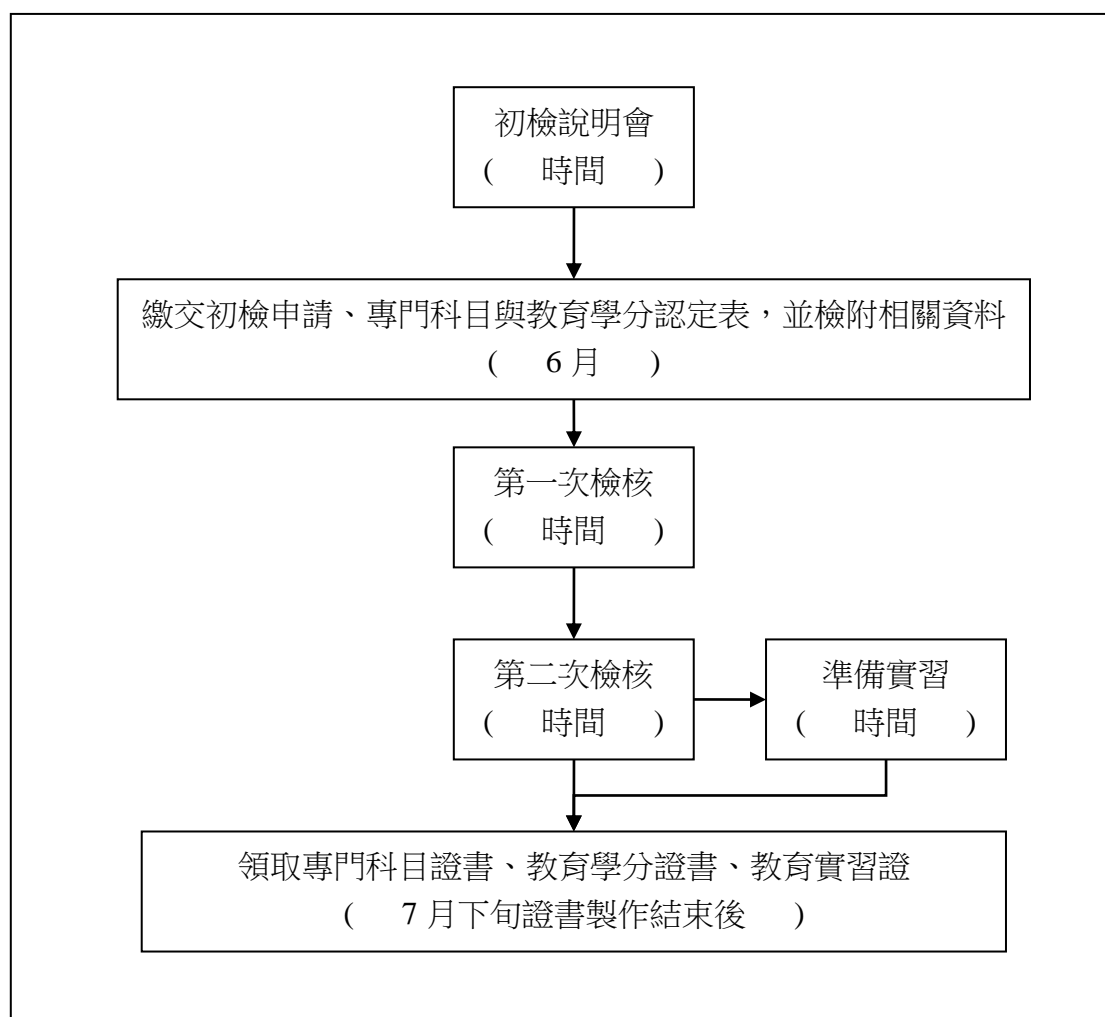 初檢說明會
( 時間 )
繳交初檢申請、專門科目與教育學分認定表，並檢附相關資料
( 6 月 )
第一次檢核
( 時間 )
第二次檢核
( 時間 )
準備實習
( 時間 )
領取專門科目證書、教育學分證書、教育實習證
( 7 月下旬證書製作結束後 )